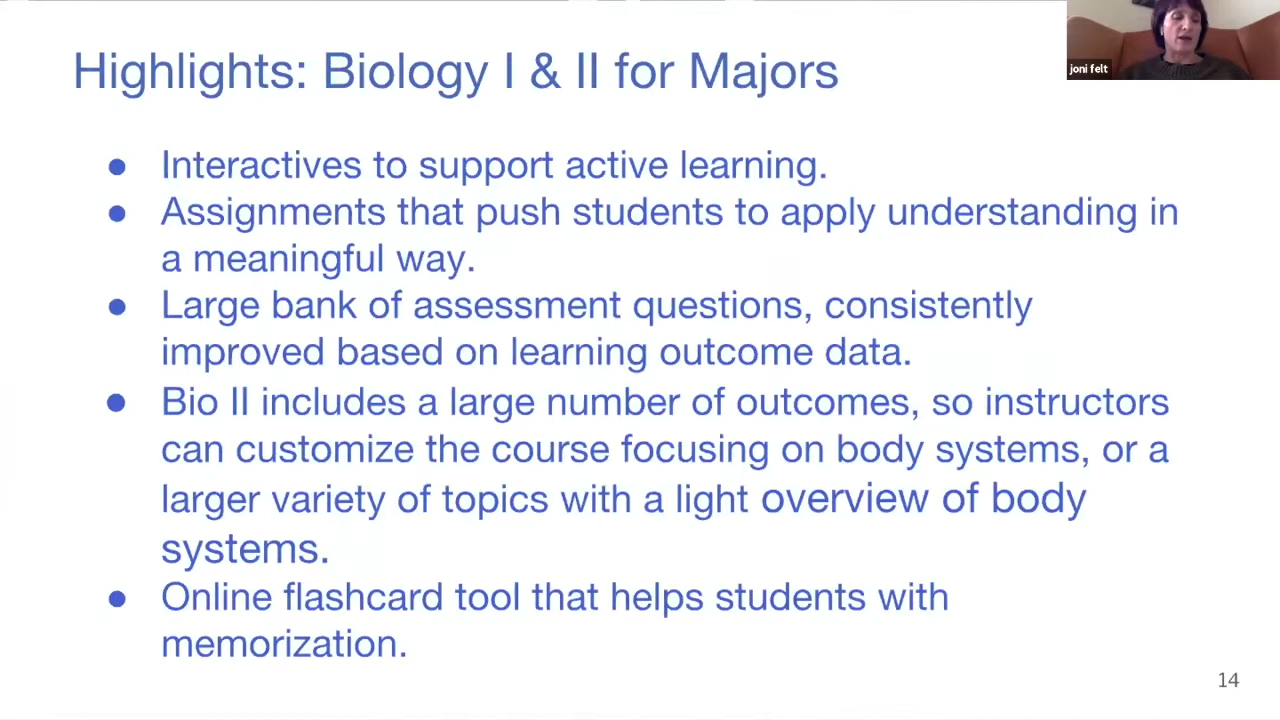 Highlights: Biology I & II for Majors
joni felt
● Interactives to support active learning.
● Assignments that push students to apply understanding in
a meaningful way.
● Large bank of assessment questions, consistently
improved based on learning outcome data.
● Bio II includes a large number of outcomes, so instructors
can customize the course focusing on body systems, or a
larger variety of topics with a light overview of body
systems.
● Online flashcard tool that helps students with
memorization.
14